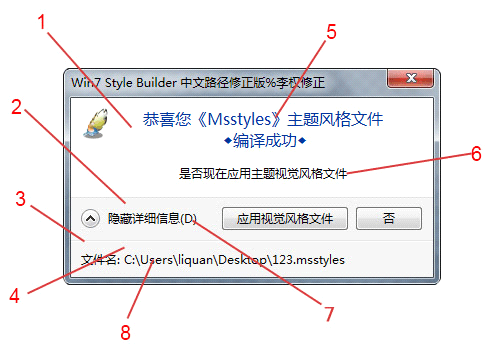 1
5
Win7 Style Builder 中文路径修正版%李权修正
2
恭喜您《Msstyles》主题风格文件
◆编译成功◆
6
是否现在应用主题视觉风格文件
3
隐藏详细信息(D)
应用视觉风格文件
否
文件名: C:\Users\liquan\Desktop\123.msstyles
4
7
8